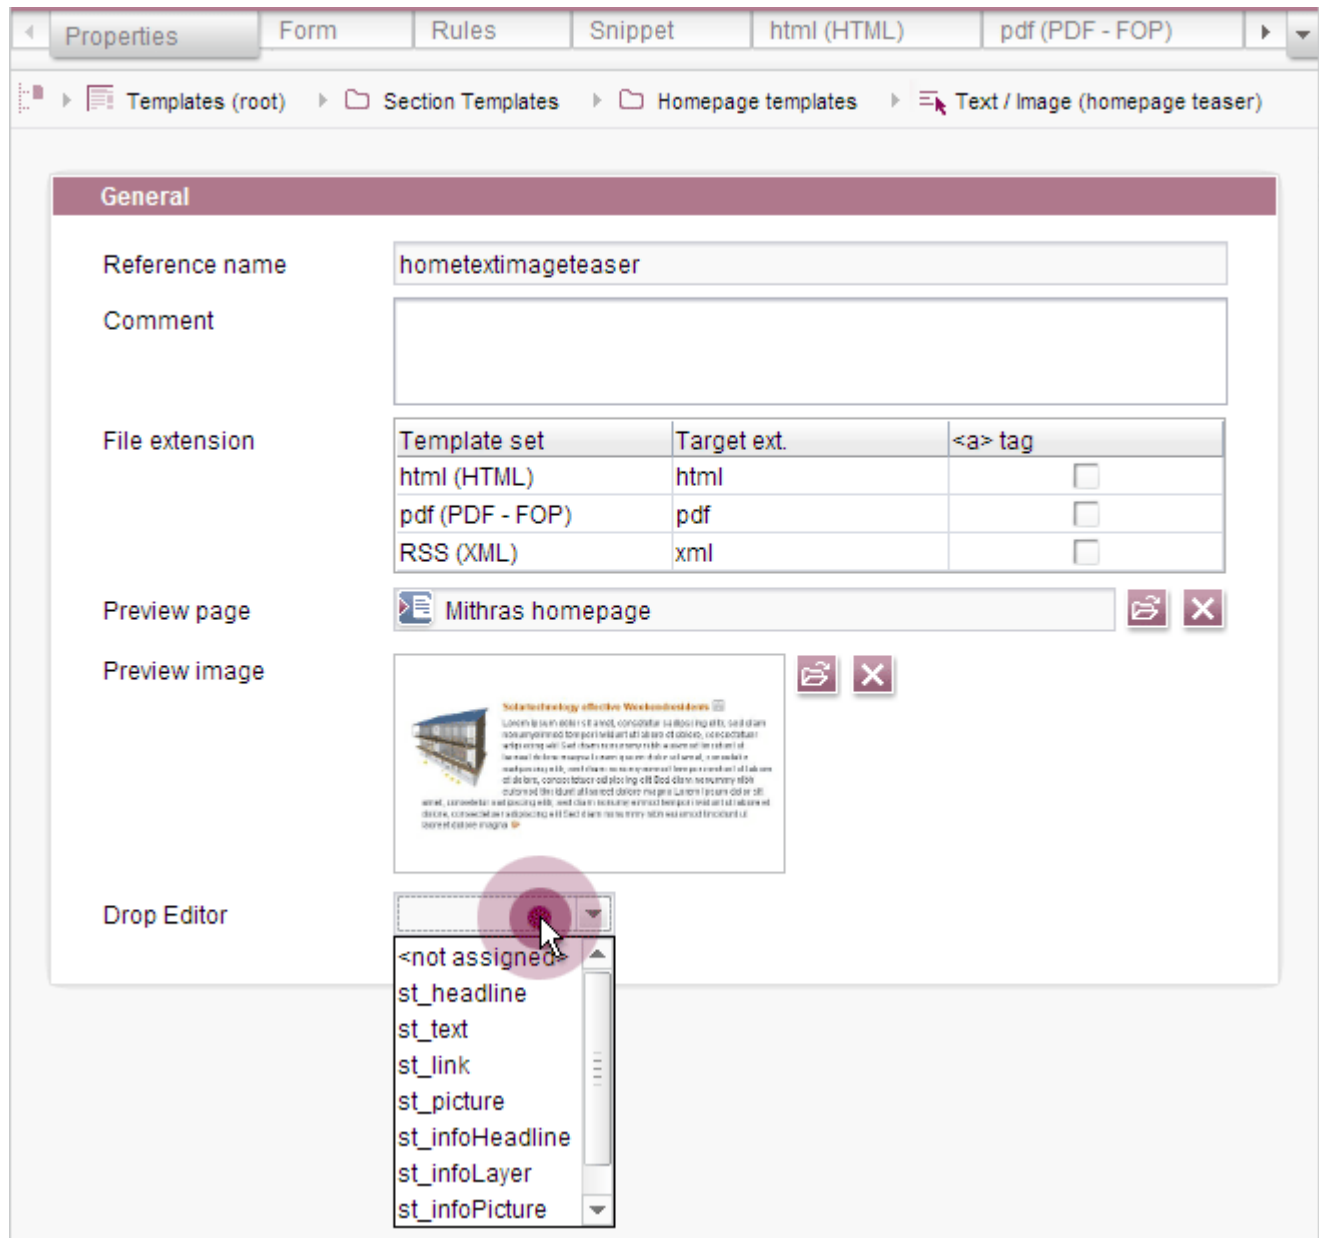 Properties Form Rules Snippet html (HTML) pdf (PDF - FOP)
Templates (root) Section Templates Homepage templates Text / Image (homepage teaser)
General
Reference name hometextimageteaser
Comment
File extension Template set Target ext. <a> tag
html (HTML) html
pdf (PDF - FOP) pdf
RSS (XML) xml
Preview page Mithras homepage
Preview image
Solartechnology effective Weekendresidents
Drop Editor
<not assigned>
st_headline
st_text
st_link
st_picture
st_infoHeadline
st_infoLayer
st_infoPicture